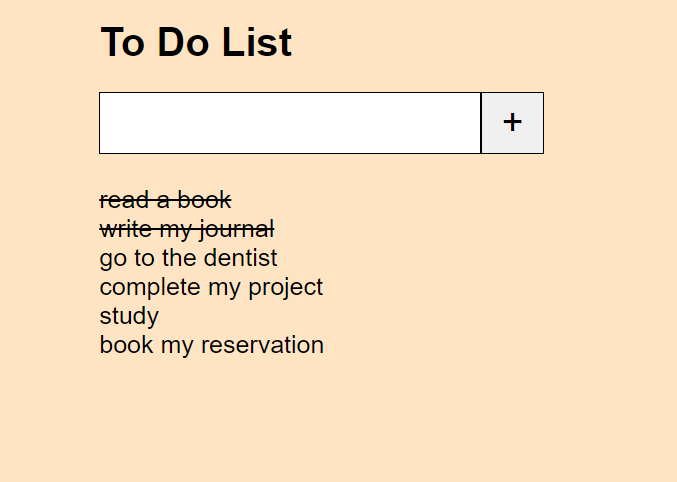 To Do List
+
read a book
write my journal
go to the dentist
complete my project
study
book my reservation